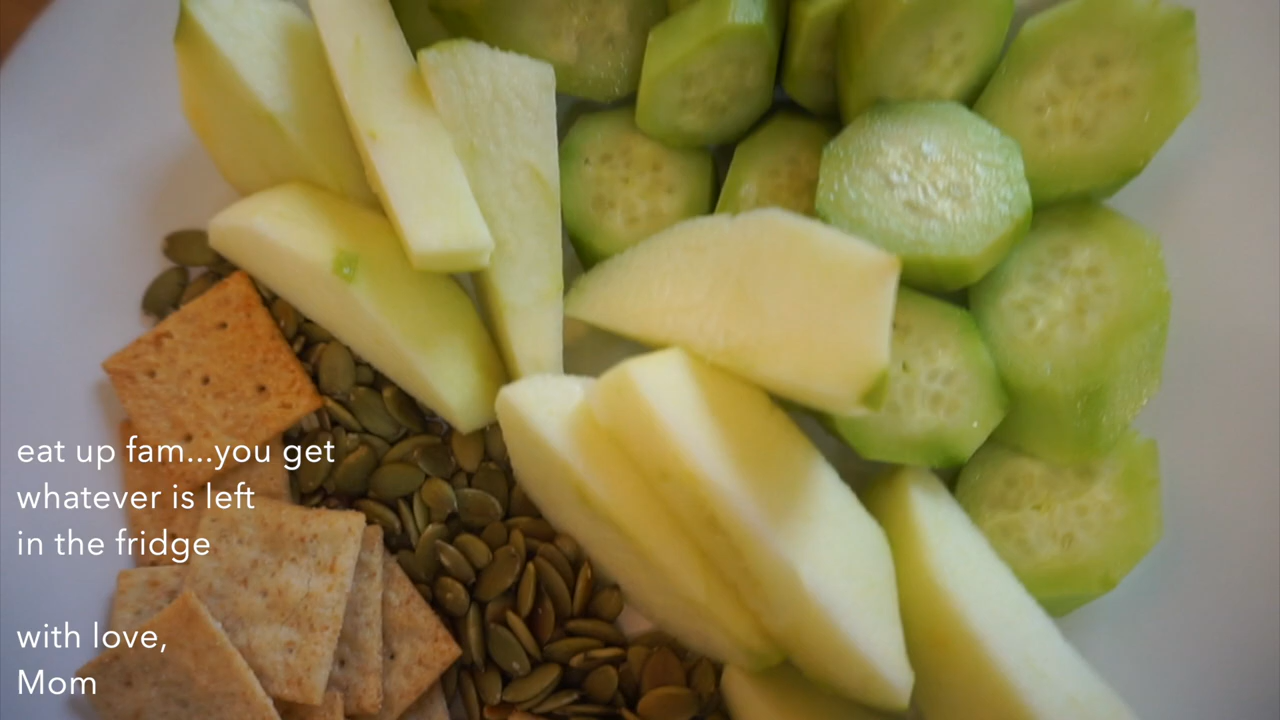 eat up fam...you get
whatever is left
in the fridge
with love,
Mom